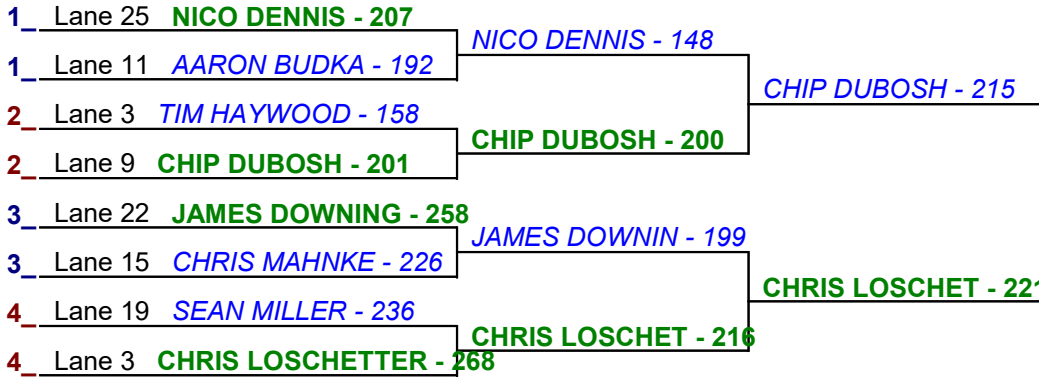 1_ Lane 25 NICO DENNIS - 207
NICO DENNIS - 148
1_ Lane 11 AARON BUDKA - 192
CHIP DUBOSH - 215
2_ Lane 3 TIM HAYWOOD - 158
CHIP DUBOSH - 200
2_ Lane 9 CHIP DUBOSH - 201
3_ Lane 22 JAMES DOWNING - 258
JAMES DOWNIN - 199
3_ Lane 15 CHRIS MAHNKE - 226
CHRIS LOSCHET - 221
4_ Lane 19 SEAN MILLER - 236
CHRIS LOSCHET - 216
4_ Lane 3 CHRIS LOSCHETTER - 268